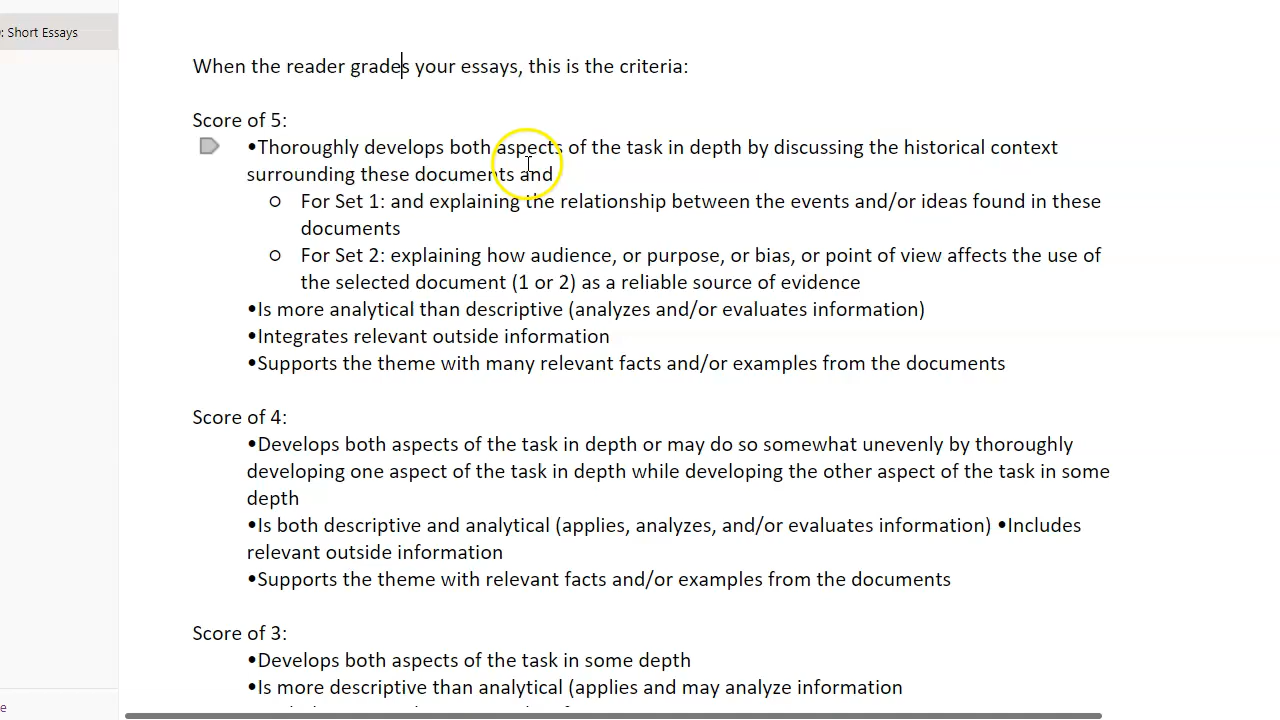 : Short Essays
When the reader grades your essays, this is the criteria:
Score of 5:
•Thoroughly develops both aspects of the task in depth by discussing the historical context
surrounding these documents and
o For Set 1: and explaining the relationship between the events and/or ideas found in these
documents
o For Set 2: explaining how audience, or purpose, or bias, or point of view affects the use of
the selected document (1 or 2) as a reliable source of evidence
•Is more analytical than descriptive (analyzes and/or evaluates information)
•Integrates relevant outside information
•Supports the theme with many relevant facts and/or examples from the documents
Score of 4:
•Develops both aspects of the task in depth or may do so somewhat unevenly by thoroughly
developing one aspect of the task in depth while developing the other aspect of the task in some
depth
•Is both descriptive and analytical (applies, analyzes, and/or evaluates information) •Includes
relevant outside information
•Supports the theme with relevant facts and/or examples from the documents
Score of 3:
•Develops both aspects of the task in some depth
•Is more descriptive than analytical (applies and may analyze information